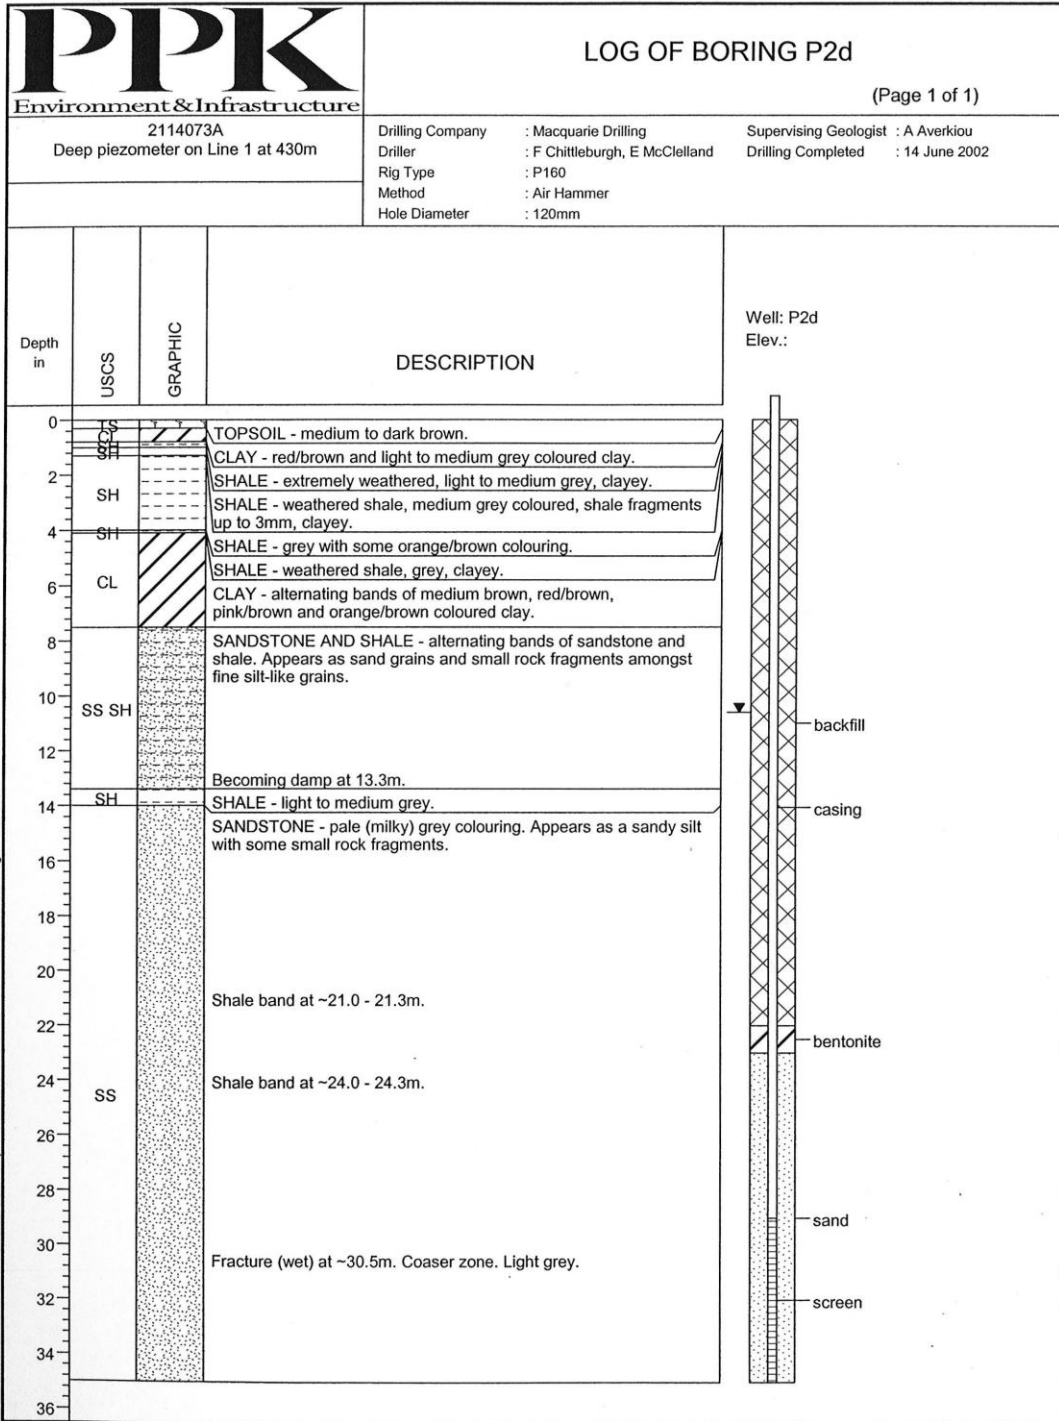 PPK
Environment&Infrastructure
LOG OF BORING P2d
(Page 1 of 1)
2114073A
Deep piezometer on Line 1 at 430m
Drilling Company : Macquarie Drilling
Driller : F Chittleburgh, E McClelland
Rig Type : P160
Method : Air Hammer
Hole Diameter : 120mm
Supervising Geologist : A Averkiou
Drilling Completed : 14 June 2002
Depth
in
USCS
GRAPHIC
DESCRIPTION
Well: P2d
Elev.:
0
TS
CL
SH
SH
2
SH
4
SH
CL
6
8
10
SS SH
12
SH
14
16
18
20
22
24
SS
26
28
30
32
34
36
TOPSOIL - medium to dark brown.
CLAY - red/brown and light to medium grey coloured clay.
SHALE - extremely weathered, light to medium grey, clayey.
SHALE - weathered shale, medium grey coloured, shale fragments
up to 3mm, clayey.
SHALE - grey with some orange/brown colouring.
SHALE - weathered shale, grey, clayey.
CLAY - alternating bands of medium brown, red/brown,
pink/brown and orange/brown coloured clay.
SANDSTONE AND SHALE - alternating bands of sandstone and
shale. Appears as sand grains and small rock fragments amongst
fine silt-like grains.
Becoming damp at 13.3m.
SHALE - light to medium grey.
SANDSTONE - pale (milky) grey colouring. Appears as a sandy silt
with some small rock fragments.
Shale band at ~21.0 - 21.3m.
Shale band at ~24.0 - 24.3m.
Fracture (wet) at ~30.5m. Coaser zone. Light grey.
backfill
casing
bentonite
sand
screen